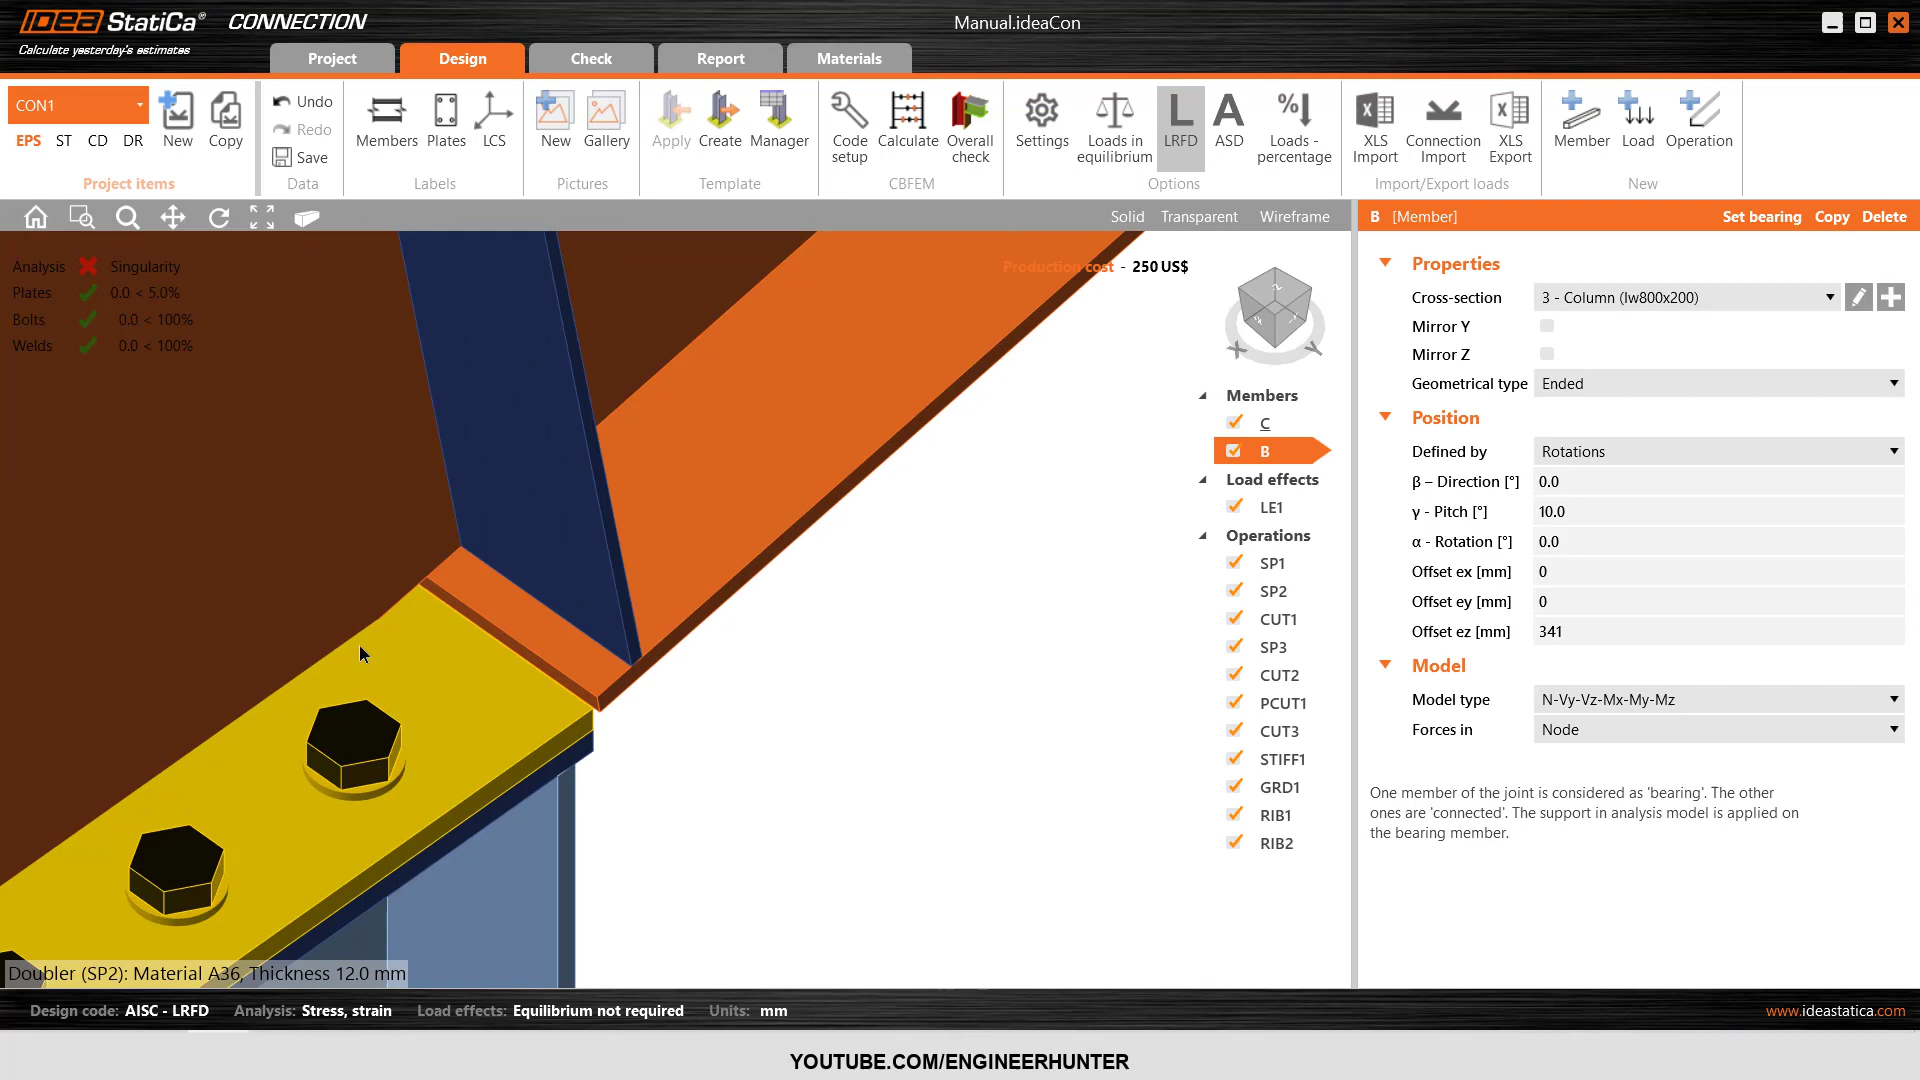 IDEA StatiCa® CONNECTION
Calculate yesterday's estimates
Manual.ideaCon
Project
Design
Check
Report
Materials
CON1
EPS ST CD DR
New
Copy
Project items
Undo
Redo
Save
Data
Members
Plates
LCS
Labels
New
Gallery
Pictures
Apply
Create
Manager
Template
Code setup
Calculate
Overall check
CBFEM
Settings
Loads in equilibrium
L
LRFD
A
ASD
%
Loads - percentage
Options
XLS Import
Connection Import
XLS Export
Import/Export loads
Member
Load
Operation
New
Solid Transparent Wireframe
B [Member]
Set bearing Copy Delete
Analysis Singularity
Plates 0.0 < 5.0%
Bolts 0.0 < 100%
Welds 0.0 < 100%
Production cost - 250 US$
X
Y
Members
C
B
Load effects
LE1
Operations
SP1
SP2
CUT1
SP3
CUT2
PCUT1
CUT3
STIFF1
GRD1
RIB1
RIB2
Properties
Cross-section 3 - Column (Iw800x200)
Mirror Y
Mirror Z
Geometrical type Ended
Position
Defined by Rotations
β – Direction [°] 0.0
γ - Pitch [°] 10.0
α - Rotation [°] 0.0
Offset ex [mm] 0
Offset ey [mm] 0
Offset ez [mm] 341
Model
Model type N-Vy-Vz-Mx-My-Mz
Forces in Node
One member of the joint is considered as 'bearing'. The other
ones are 'connected'. The support in analysis model is applied on
the bearing member.
Doubler (SP2): Material A36, Thickness 12.0 mm
Design code: AISC - LRFD Analysis: Stress, strain Load effects: Equilibrium not required Units: mm
www.ideastatica.com
YOUTUBE.COM/ENGINEERHUNTER